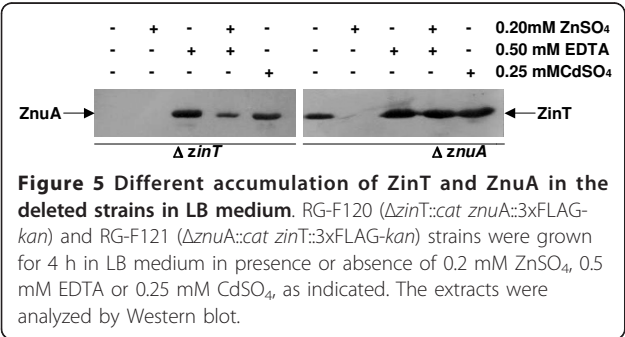 - + - + - - + - + - 0.20mM ZnSO₄
- - + + - - - + + - 0.50 mM EDTA
- - - - + - - - - + 0.25 mMCdSO₄
ZnuA ZinT
Δ zinT Δ znuA
Figure 5 Different accumulation of ZinT and ZnuA in the
deleted strains in LB medium. RG-F120 (ΔzinT::cat znuA::3xFLAG-
kan) and RG-F121 (ΔznuA::cat zinT::3xFLAG-kan) strains were grown
for 4 h in LB medium in presence or absence of 0.2 mM ZnSO₄, 0.5
mM EDTA or 0.25 mM CdSO₄, as indicated. The extracts were
analyzed by Western blot.